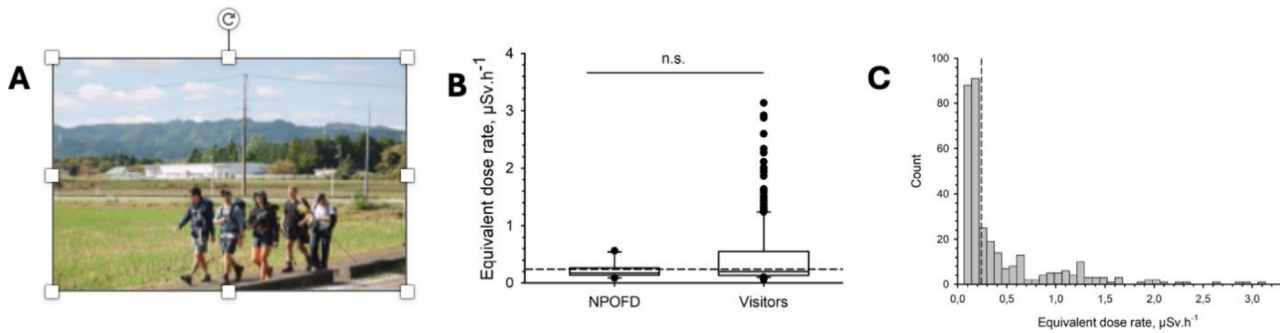 A
B
Equivalent dose rate, µSv.h⁻¹
4
3
2
1
0
n.s.
NPOFD
Visitors
C
Count
100
80
60
40
20
0
0,0 0,5 1,0 1,5 2,0 2,5 3,0
Equivalent dose rate, µSv.h⁻¹